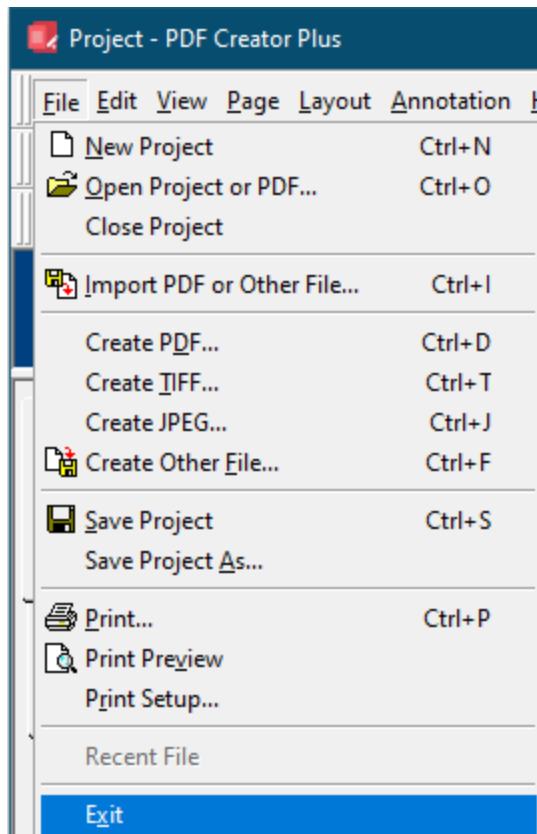 Project - PDF Creator Plus
File Edit View Page Layout Annotation
New Project Ctrl+N
Open Project or PDF... Ctrl+O
Close Project
Import PDF or Other File... Ctrl+I
Create PDF... Ctrl+D
Create TIFF... Ctrl+T
Create JPEG... Ctrl+J
Create Other File... Ctrl+F
Save Project Ctrl+S
Save Project As...
Print... Ctrl+P
Print Preview
Print Setup...
Recent File
Exit